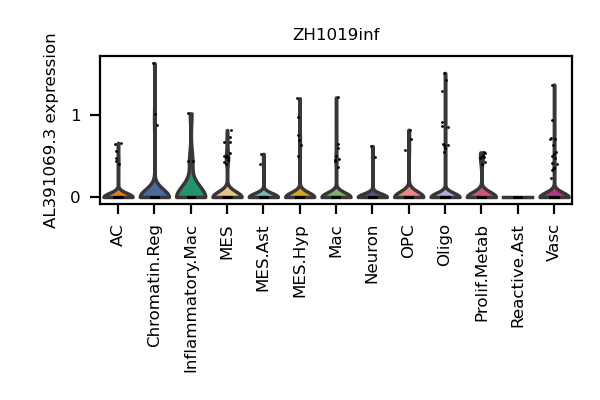 ZH1019inf
AL391069.3 expression
1
0
AC
Chromatin.Reg
Inflammatory.Mac
MES
MES.Ast
MES.Hyp
Mac
Neuron
OPC
Oligo
Prolif.Metab
Reactive.Ast
Vasc